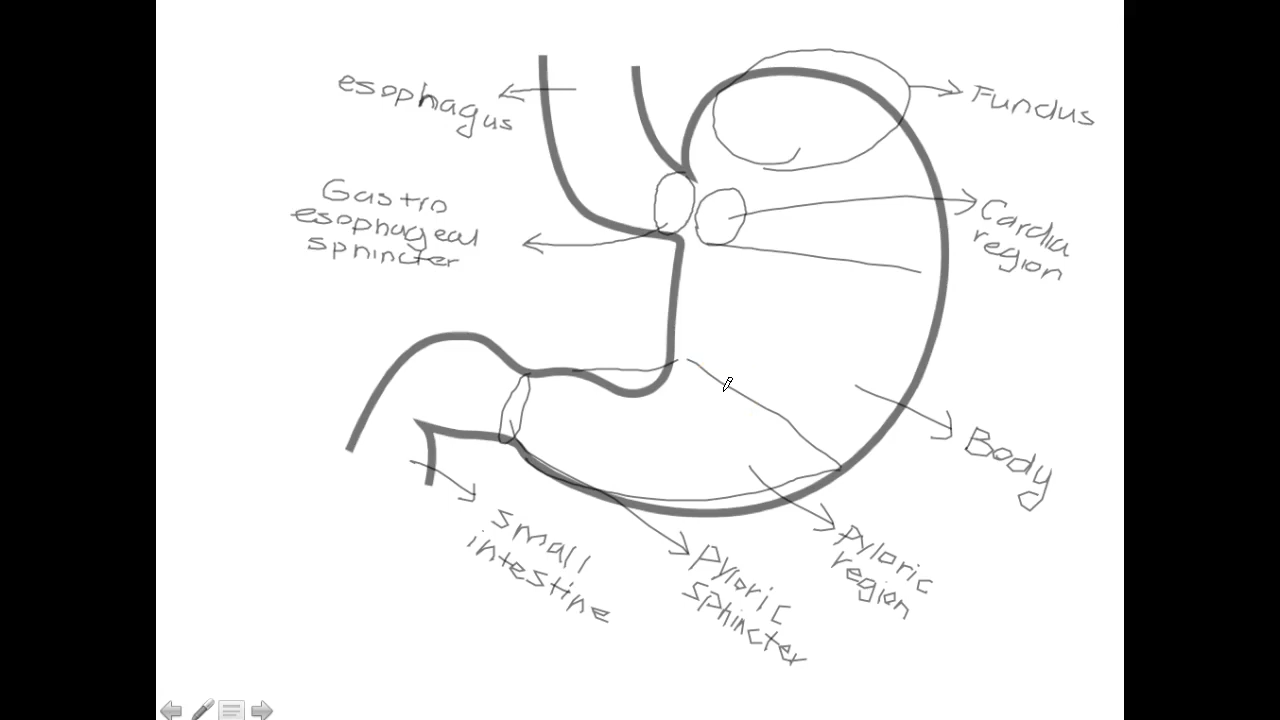 esophagus
Fundus
Gastro
esophageal
sphincter
Cardia
region
Body
Pyloric
region
Pyloric
Sphincter
small
intestine